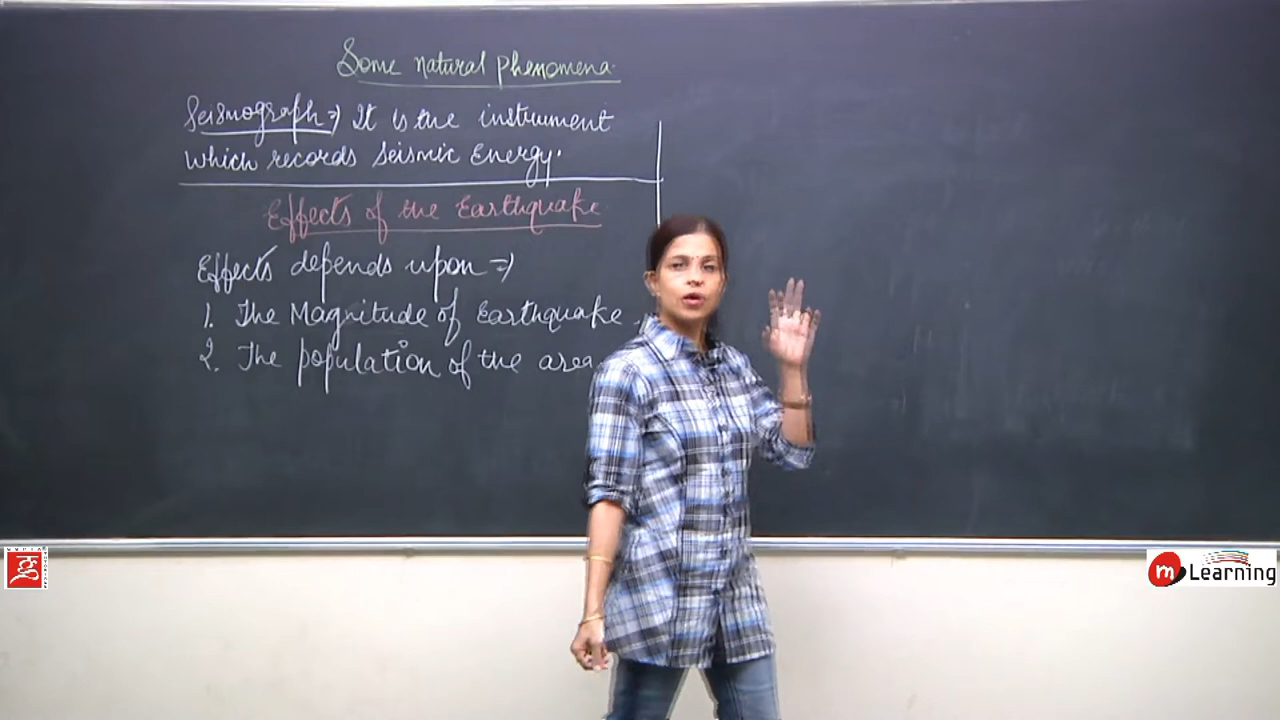 Some natural phenomena.
Seismograph ⇒ It is the instrument
which records seismic Energy.
Effects of the Earthquake
Effects depends upon ⇒
1. The Magnitude of Earthquake.
2. The population of the area
m Learning